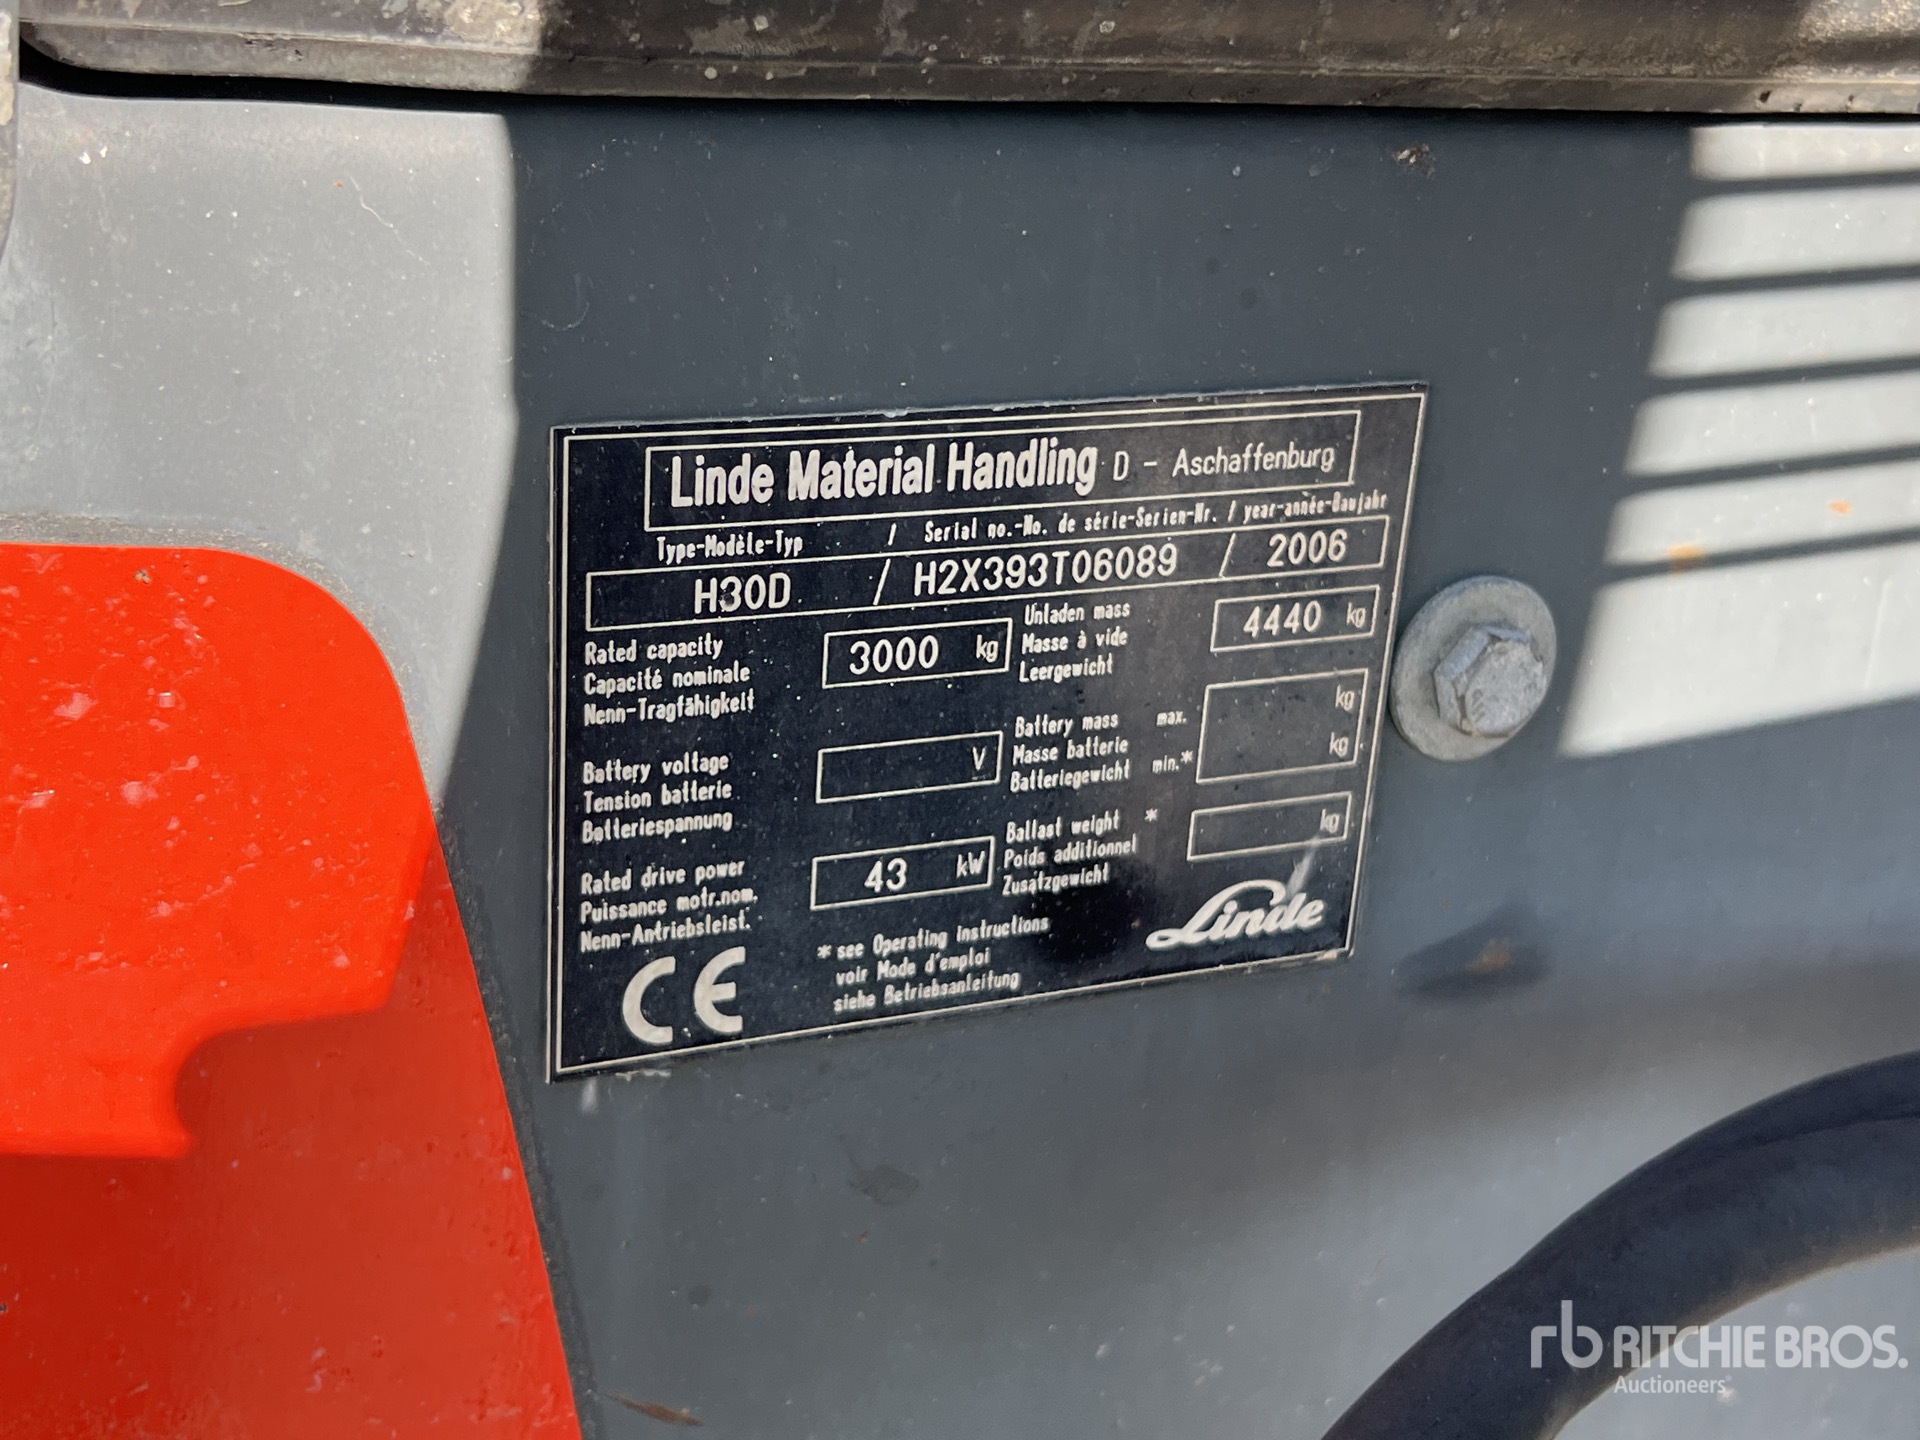 Linde Material Handling D - Aschaffenburg
Type-Modèle-Typ / Serial no.-No. de série-Serien-Nr. / year-année-Baujahr
H30D / H2X393T06089 / 2006
Rated capacity
Capacité nominale
Nenn-Tragfähigkeit
3000 kg
Unladen mass
Masse à vide
Leergewicht
4440 kg
Battery voltage
Tension batterie
Batteriespannung
V
Battery mass max.
Masse batterie
Batteriegewicht min.*
kg
kg
Rated drive power
Puissance motr.nom.
Nenn-Antriebsleist.
43 kW
Ballast weight *
Poids additionnel
Zusatzgewicht
kg
CE
* see Operating instructions
voir Mode d'emploi
siehe Betriebsanleitung
Linde
rb RITCHIE BROS.
Auctioneers